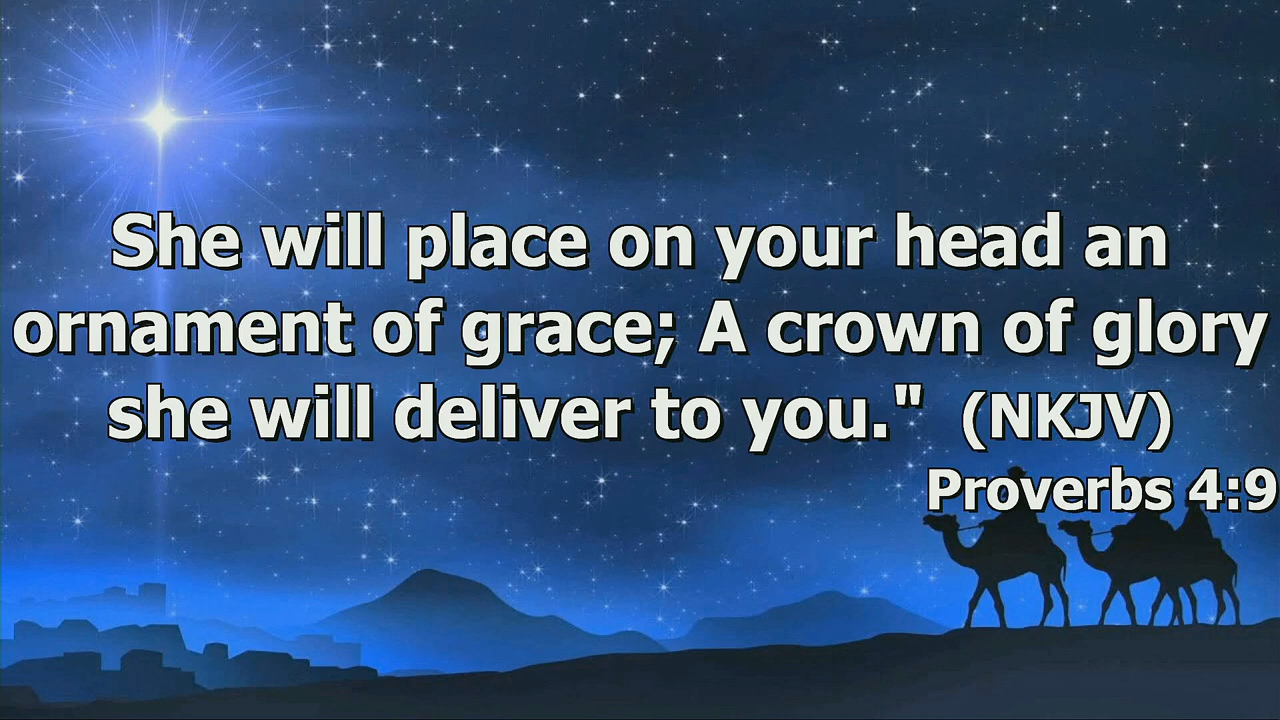 She will place on your head an
ornament of grace; A crown of glory
she will deliver to you." (NKJV)
Proverbs 4:9